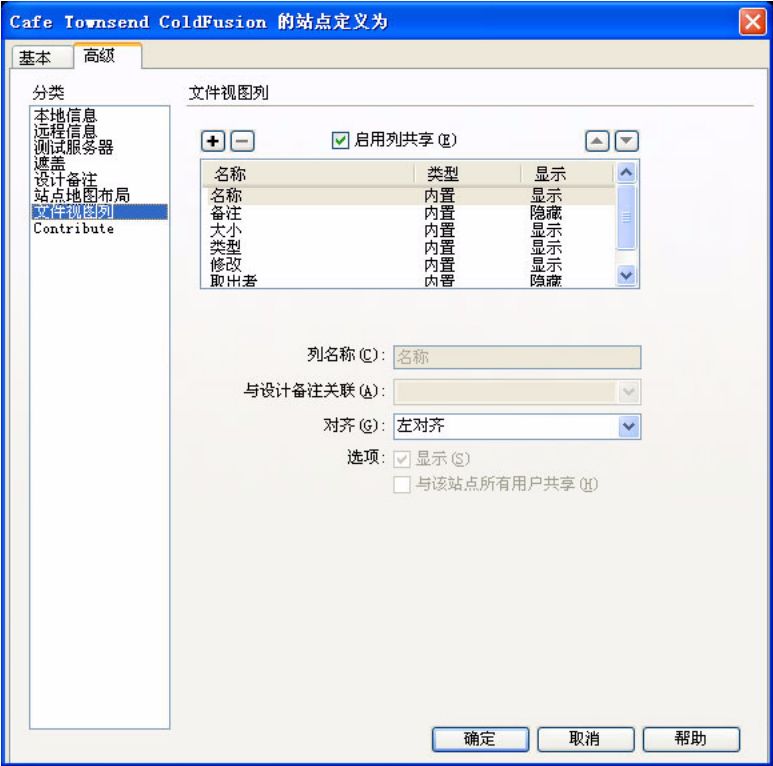 Cafe Townsend ColdFusion 的站点定义为
基本 高级
分类
本地信息
远程信息
测试服务器
遮盖
设计备注
站点地图布局
文件视图列
Contribute
文件视图列
启用列共享(E)
名称 类型 显示
名称 内置 显示
备注 内置 隐藏
大小 内置 显示
类型 内置 显示
修改 内置 显示
取出者 内置 隐藏
列名称(C): 名称
与设计备注关联(A):
对齐(G): 左对齐
选项: 显示(S)
与该站点所有用户共享(H)
确定 取消 帮助